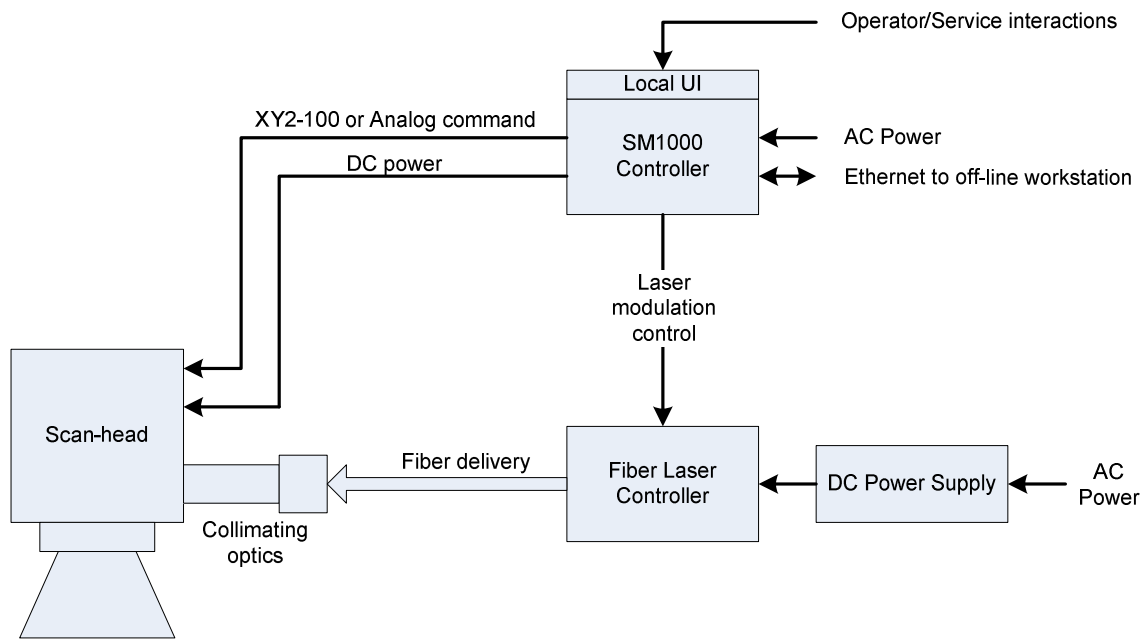 Operator/Service interactions
Local UI
XY2-100 or Analog command
SM1000
Controller
AC Power
DC power
Ethernet to off-line workstation
Laser
modulation
control
Scan-head
Fiber delivery
Fiber Laser
Controller
DC Power Supply
AC
Power
Collimating
optics